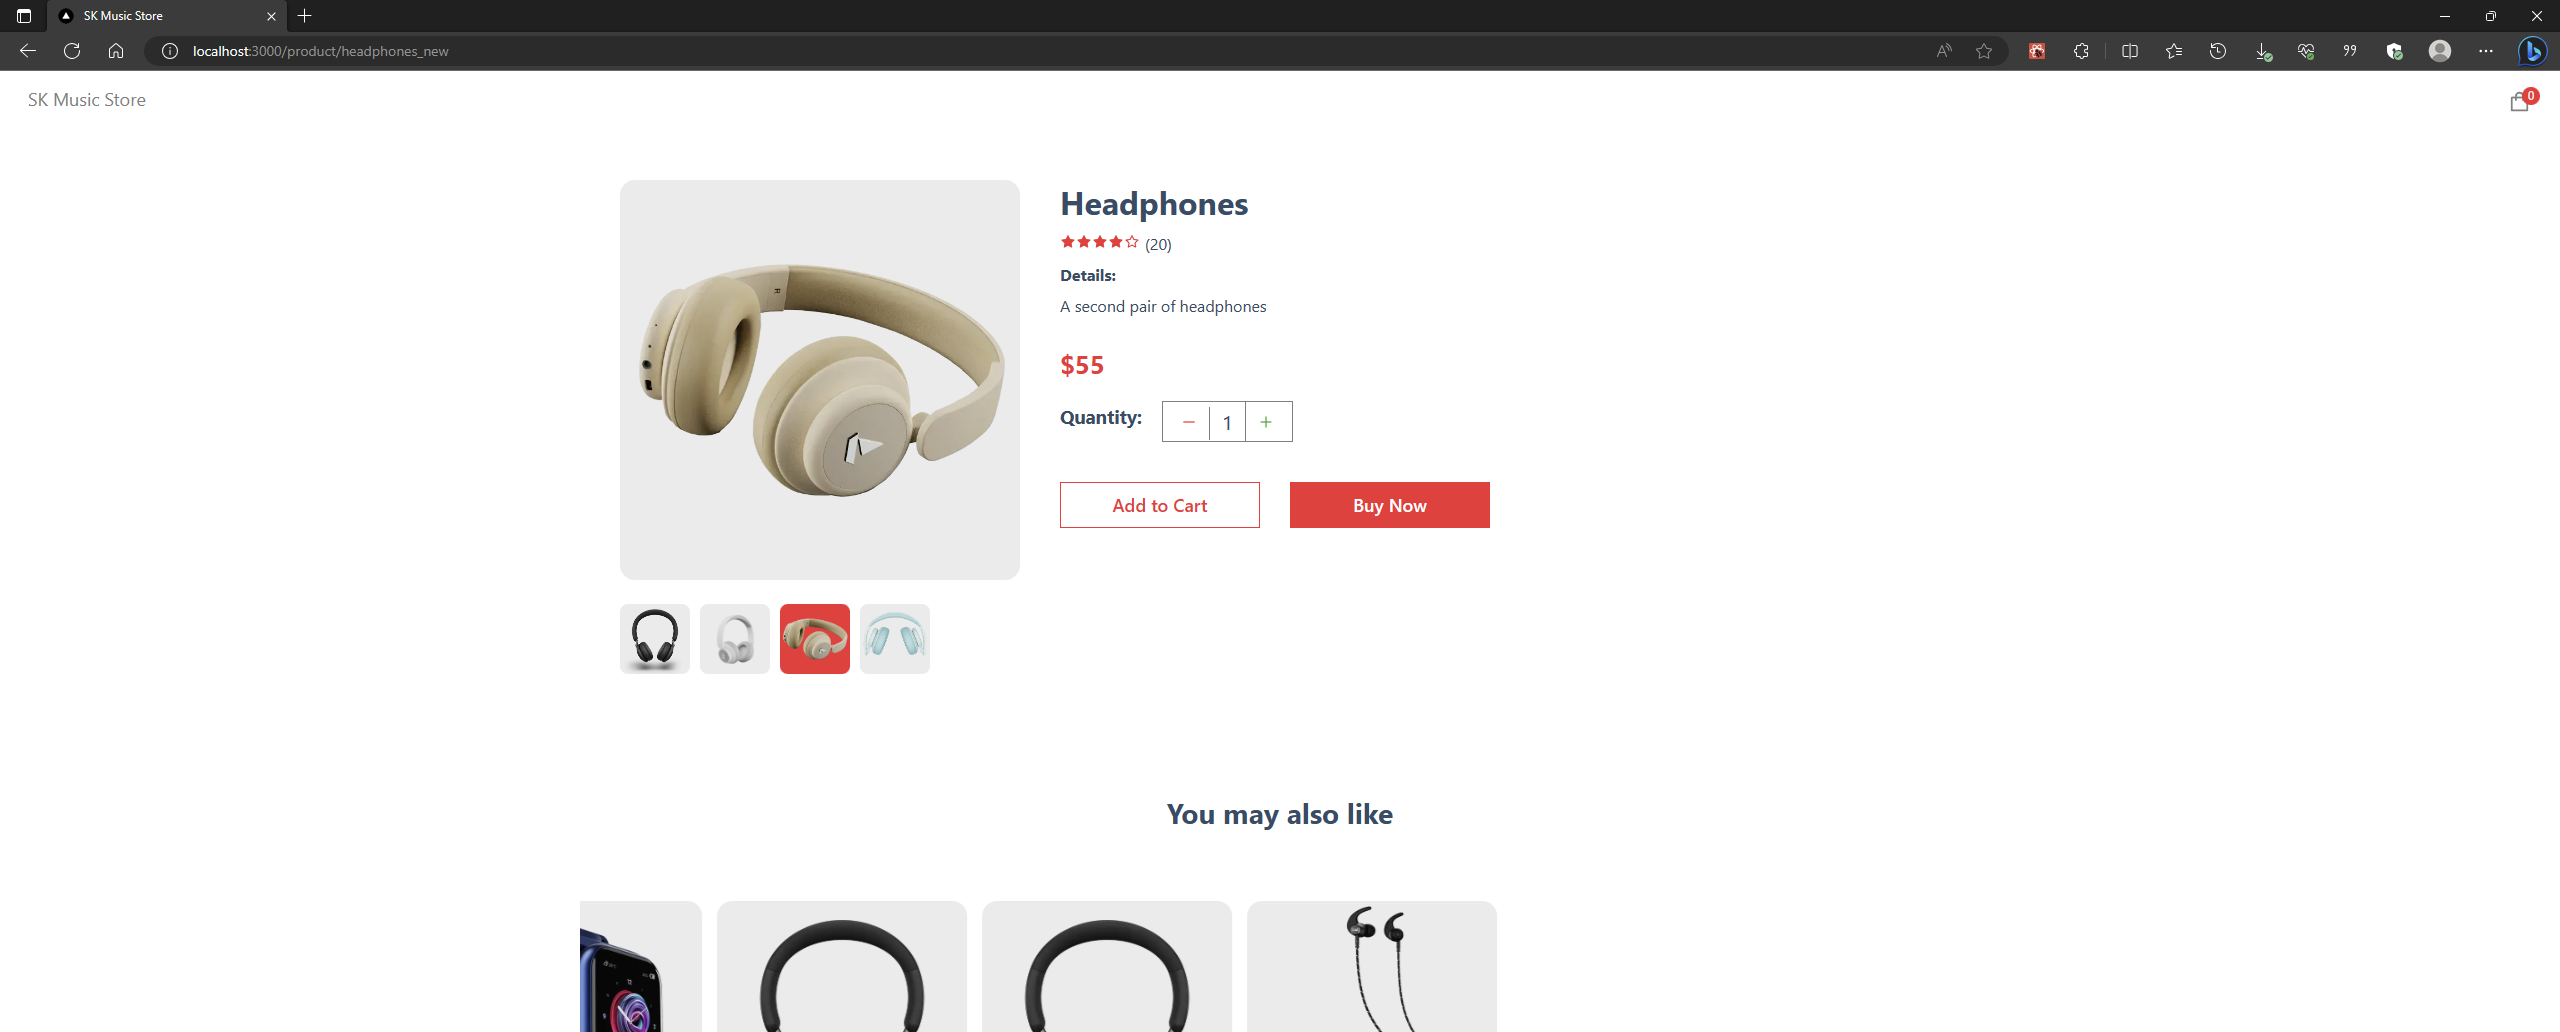 SK Music Store
localhost:3000/product/headphones_new
SK Music Store
0
Headphones
(20)
Details:
A second pair of headphones
$55
Quantity:
1
Add to Cart
Buy Now
R
You may also like